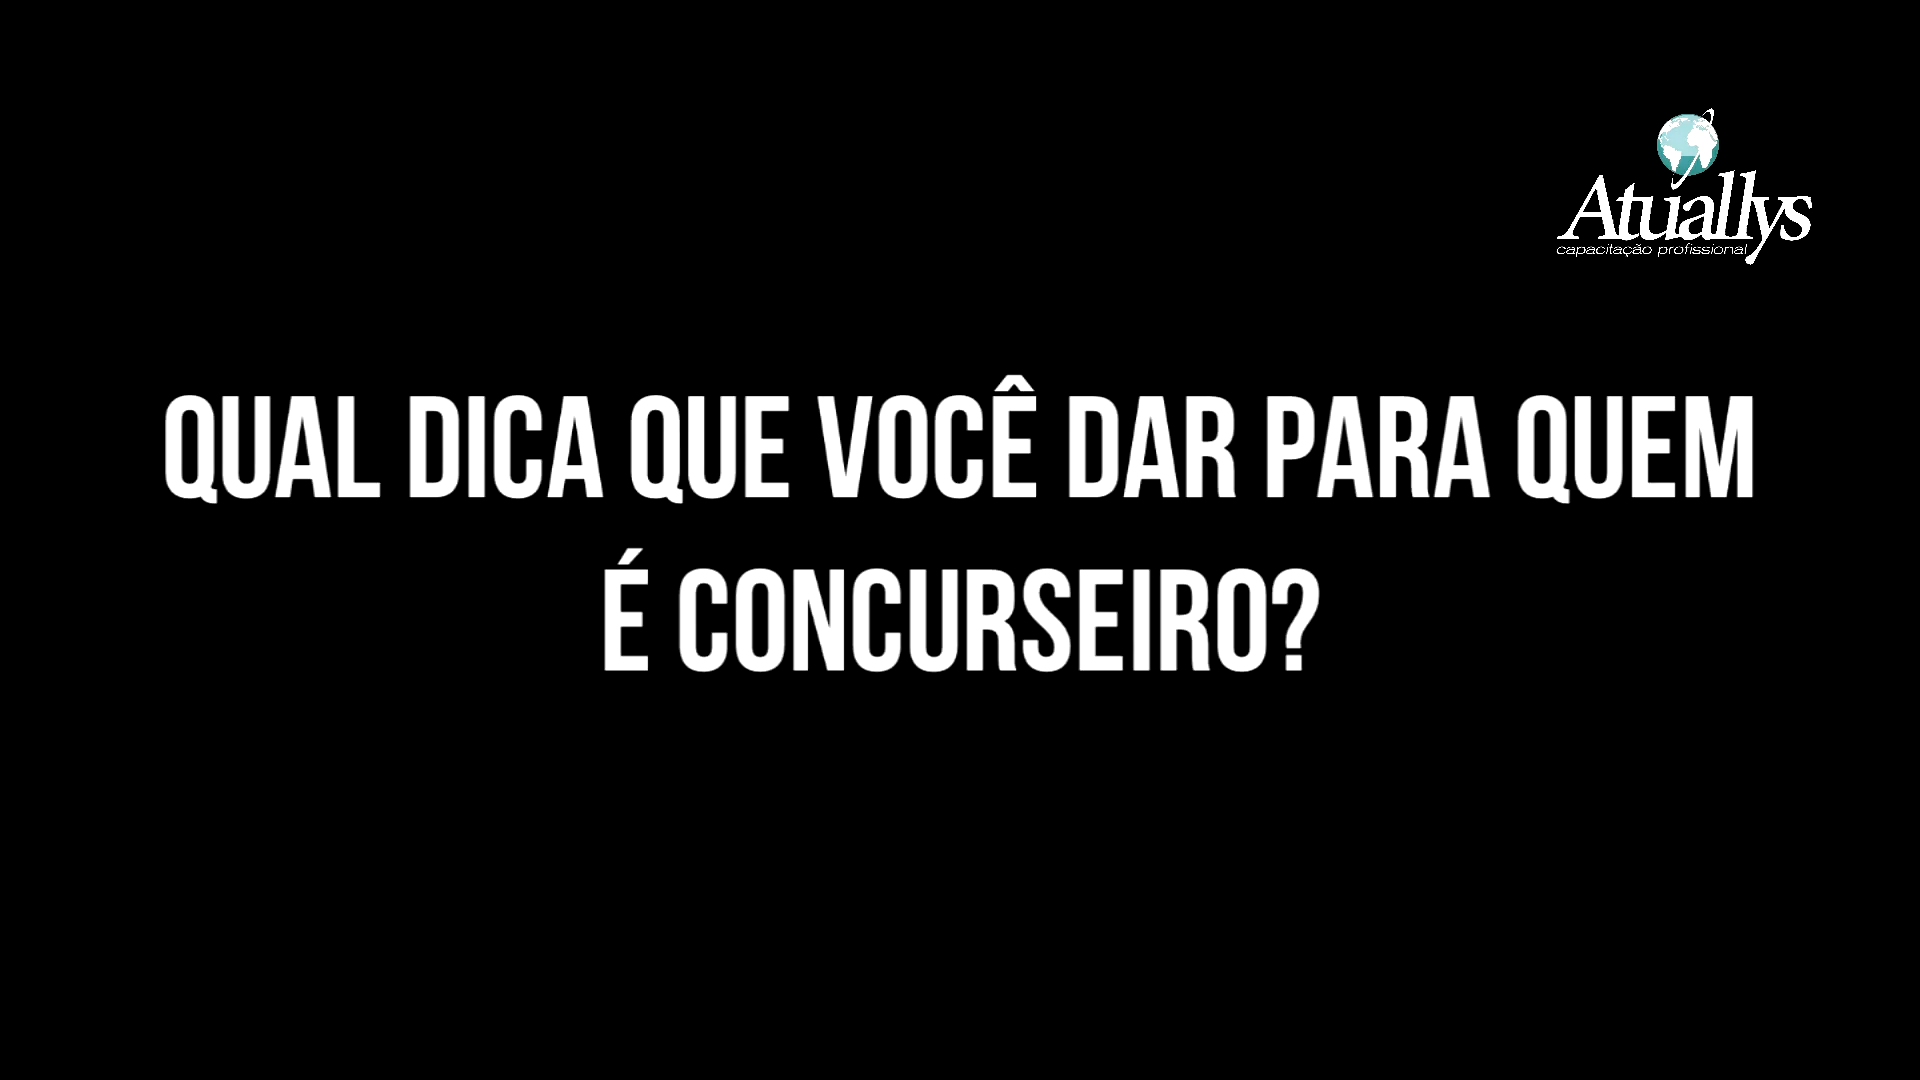 Atuallys
capacitação profissional
QUAL DICA QUE VOCÊ DAR PARA QUEM
É CONCURSEIRO?